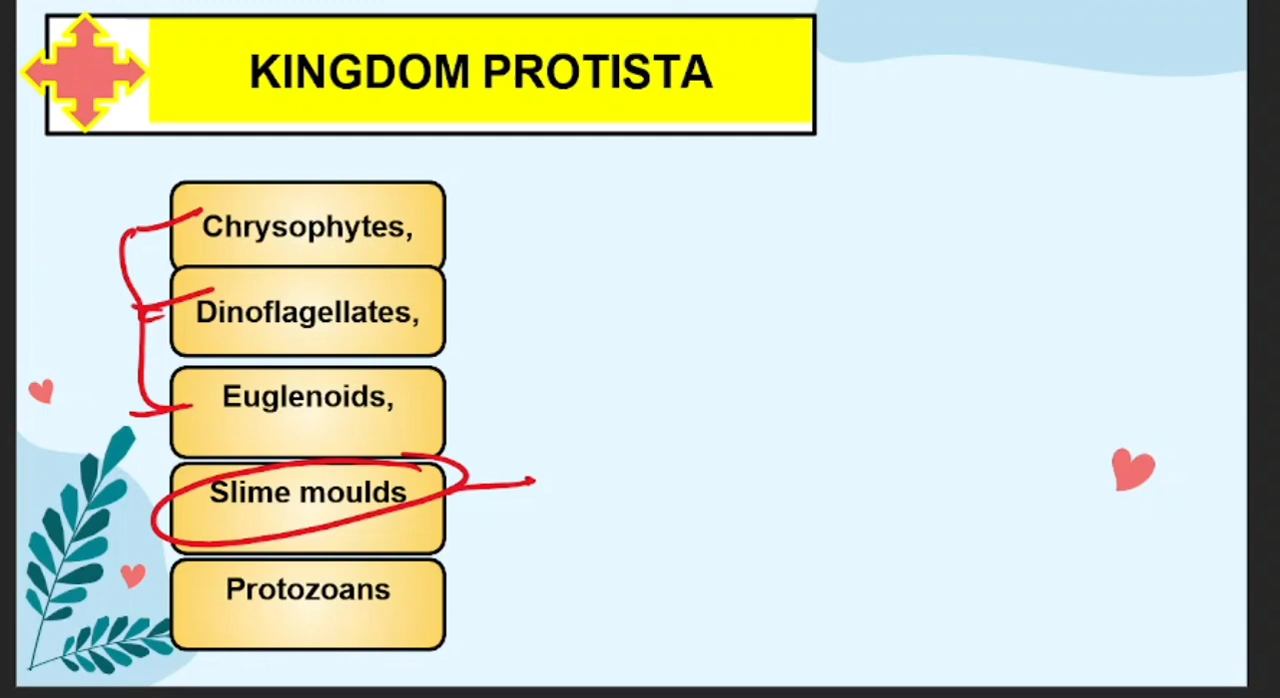 KINGDOM PROTISTA
Chrysophytes,
Dinoflagellates,
Euglenoids,
Slime moulds
Protozoans